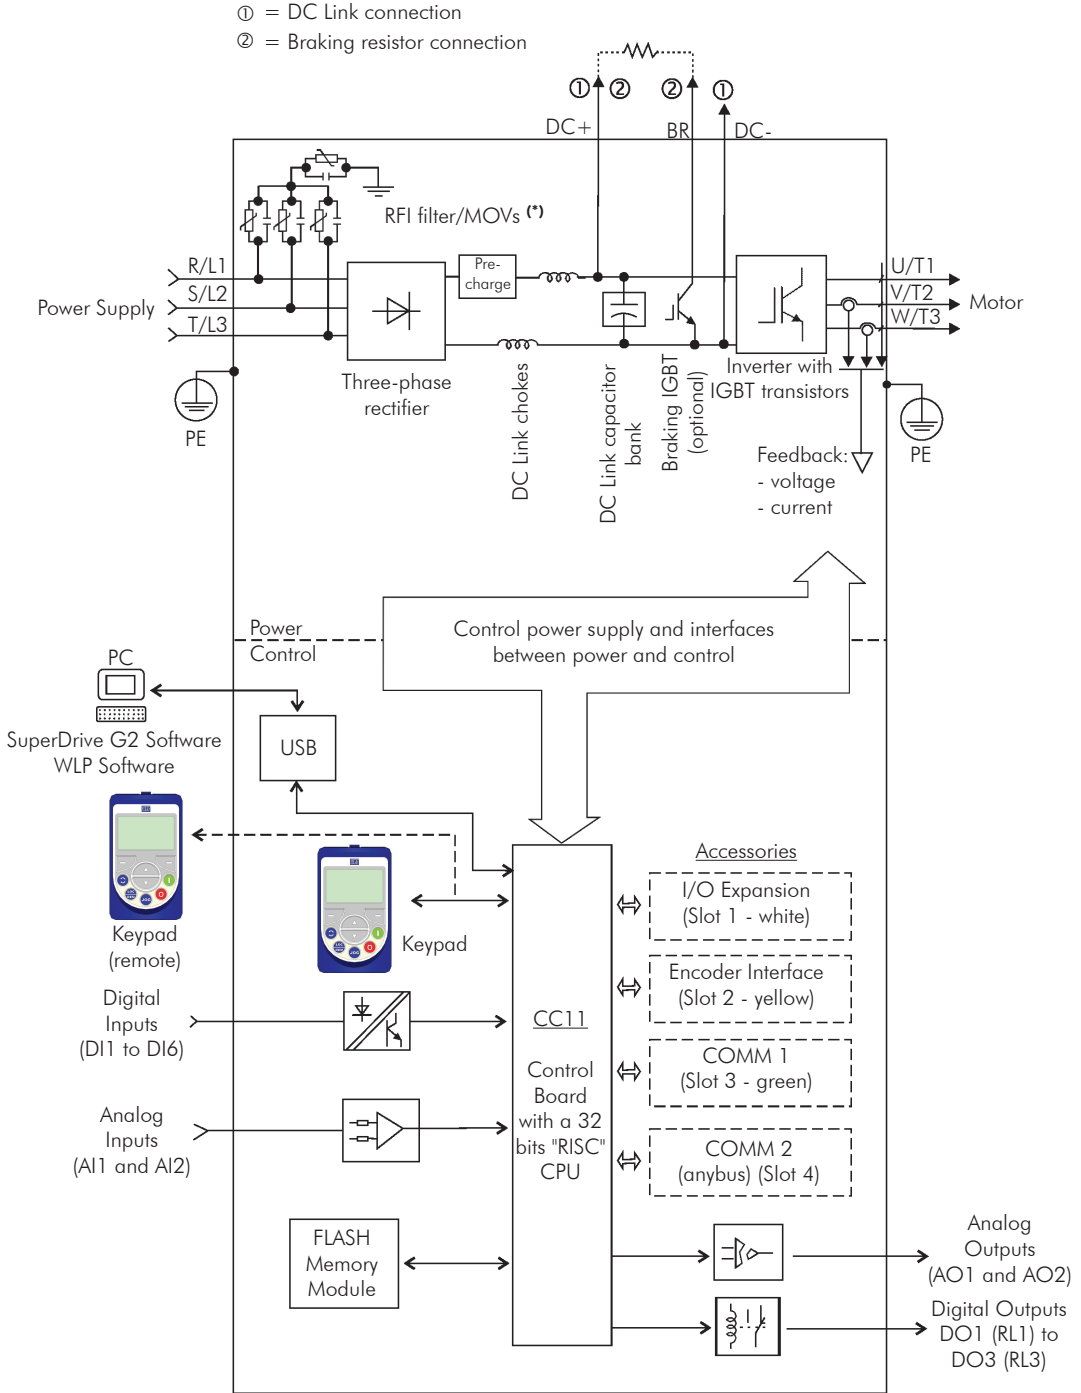 ① = DC Link connection
② = Braking resistor connection
① ② ② ①
DC+ BR DC-
RFI filter/MOVs (*)
R/L1
S/L2
T/L3
Power Supply
Pre-
charge
U/T1
V/T2
W/T3
Motor
Three-phase
rectifier
DC Link chokes
DC Link capacitor
bank
Braking IGBT
(optional)
Inverter with
IGBT transistors
PE
PE
Feedback:
- voltage
- current
Power
Control
Control power supply and interfaces
between power and control
PC
SuperDrive G2 Software
WLP Software
USB
Keypad
(remote)
Keypad
Accessories
I/O Expansion
(Slot 1 - white)
Encoder Interface
(Slot 2 - yellow)
COMM 1
(Slot 3 - green)
COMM 2
(anybus) (Slot 4)
Digital
Inputs
(DI1 to DI6)
CC11
Control
Board
with a 32
bits "RISC"
CPU
Analog
Inputs
(AI1 and AI2)
FLASH
Memory
Module
Analog
Outputs
(AO1 and AO2)
Digital Outputs
DO1 (RL1) to
DO3 (RL3)